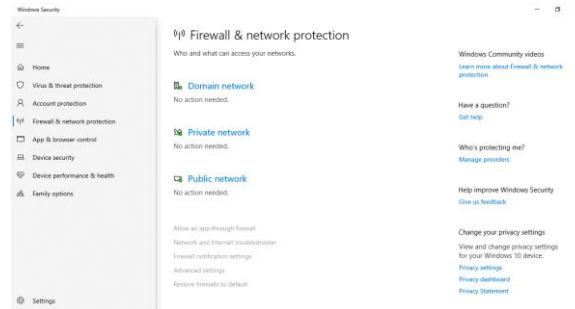 Windows Security
Home
Virus & threat protection
Account protection
Firewall & network protection
App & browser control
Device security
Device performance & health
Family options
Settings
Firewall & network protection
Who and what can access your networks.
Domain network
No action needed.
Private network
No action needed.
Public network
No action needed.
Allow an app through firewall
Network and Internet troubleshooter
Firewall notification settings
Advanced settings
Restore firewalls to default
Windows Community videos
Learn more about Firewall & network
protection
Have a question?
Get help
Who's protecting me?
Manage providers
Help improve Windows Security
Give us feedback
Change your privacy settings
View and change privacy settings
for your Windows 10 device.
Privacy settings
Privacy dashboard
Privacy Statement